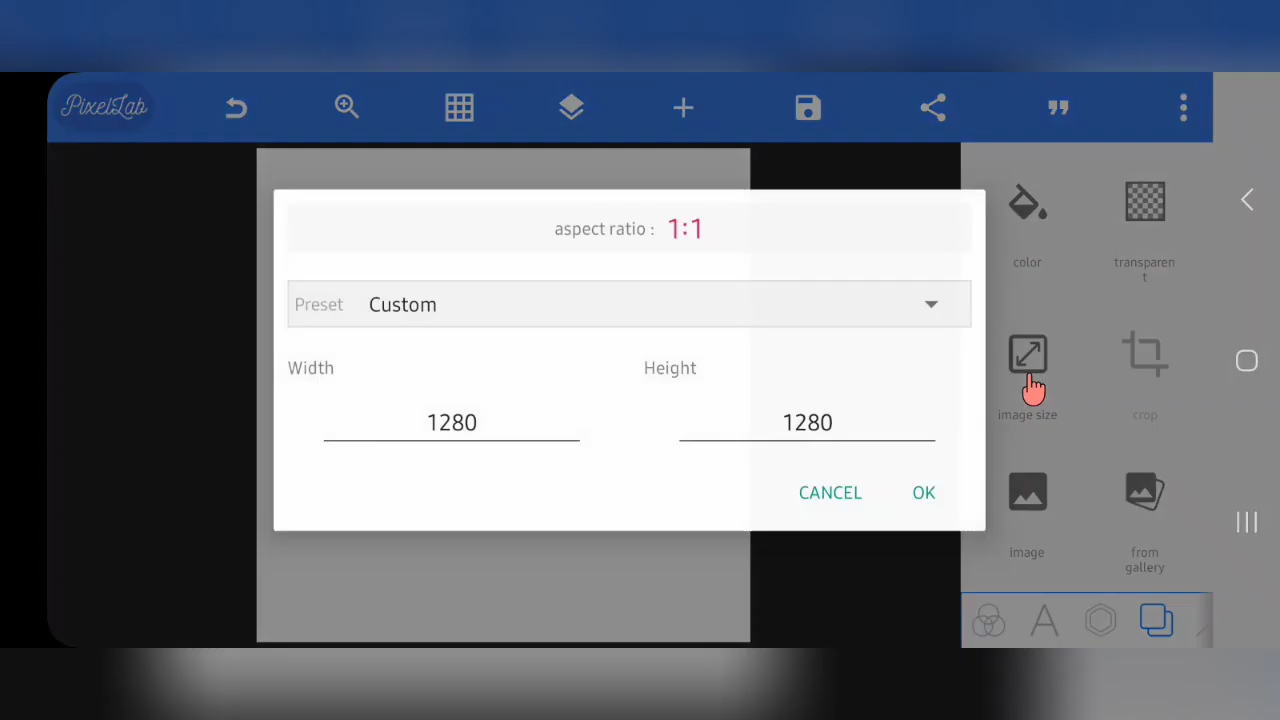 PixelLab
aspect ratio : 1:1
Preset Custom
Width Height
1280 1280
CANCEL OK
color transparen
t
image size crop
image from
gallery